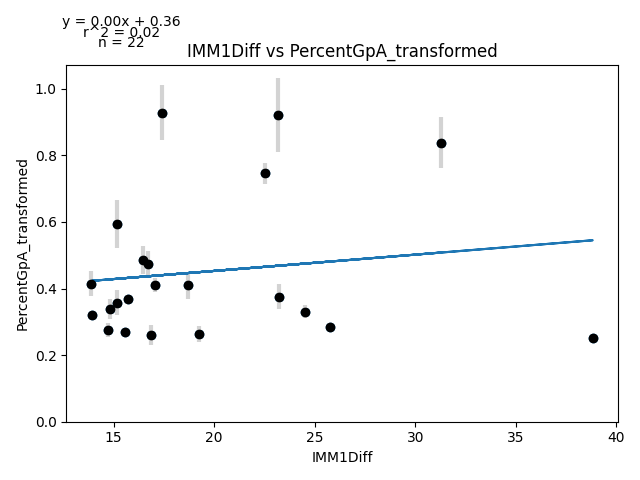 y = 0.00x + 0.36
r^2 = 0.02
n = 22
IMM1Diff vs PercentGpA_transformed
1.0
0.8
0.6
0.4
0.2
0.0
PercentGpA_transformed
15 20 25 30 35 40
IMM1Diff